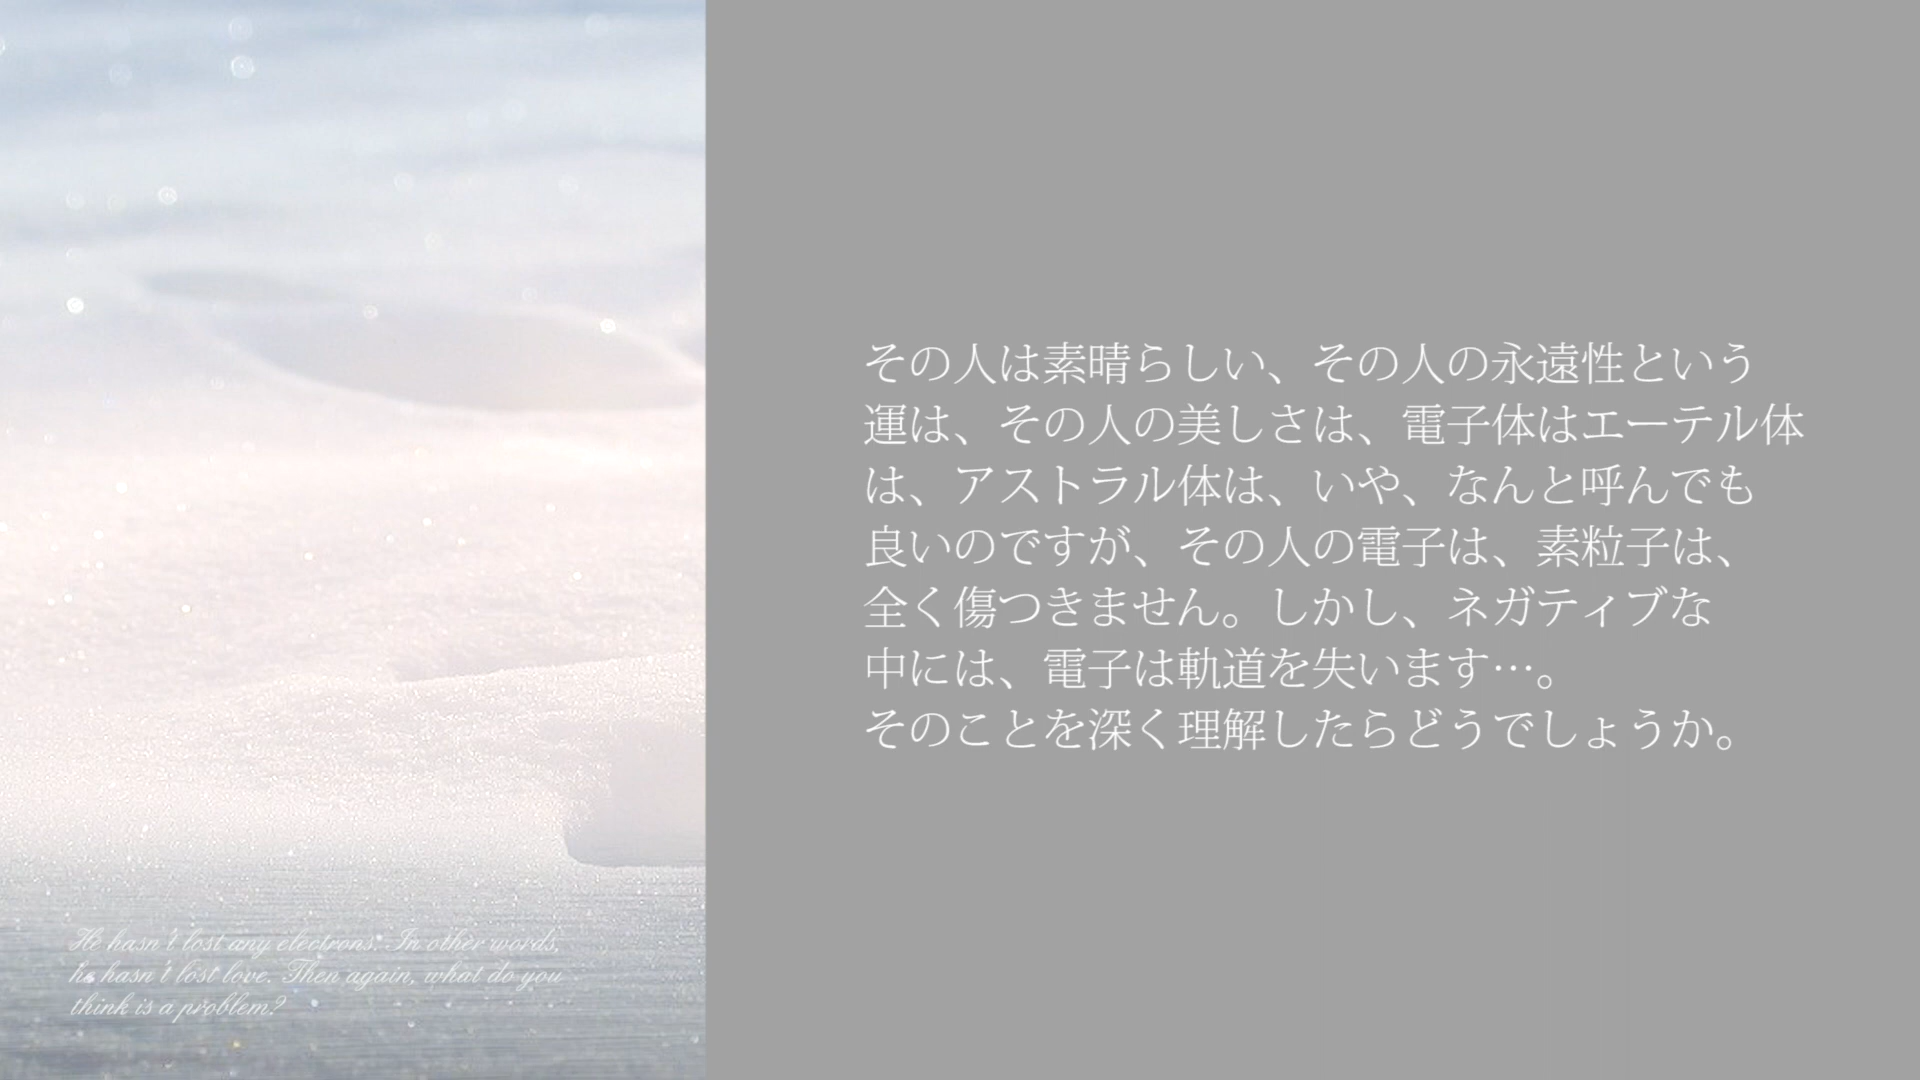 その人は素晴らしい、その人の永遠性という
運は、その人の美しさは、電子体はエーテル体
は、アストラル体は、いや、なんと呼んでも
良いのですが、その人の電子は、素粒子は、
全く傷つきません。しかし、ネガティブな
中には、電子は軌道を失います…。
そのことを深く理解したらどうでしょうか。
He hasn't lost any electrons. In other words,
he hasn't lost love. Then again, what do you
think is a problem?